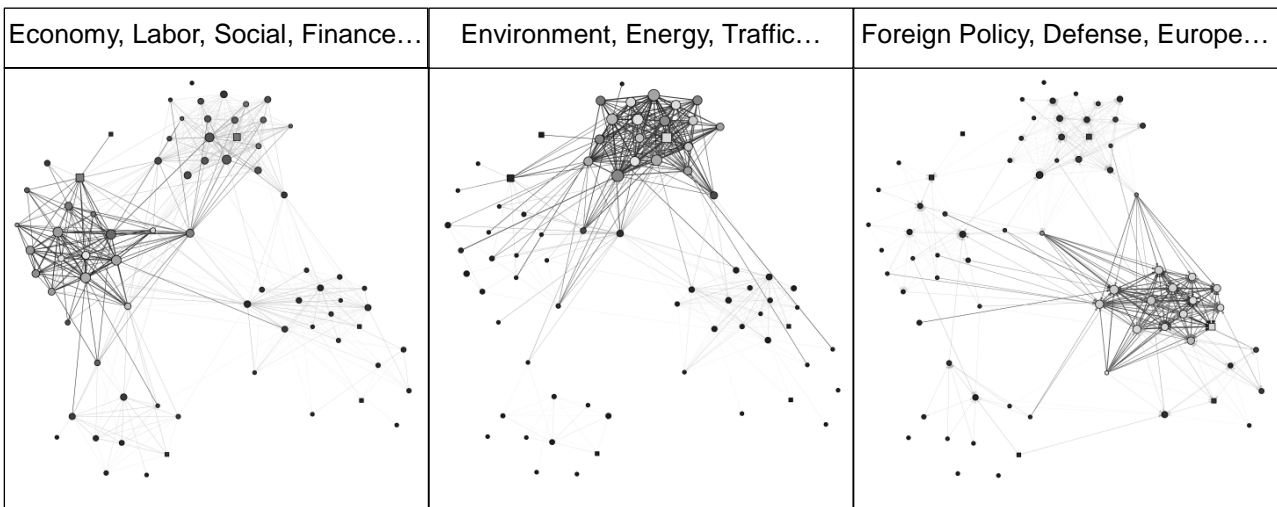 Economy, Labor, Social, Finance…
Environment, Energy, Traffic…
Foreign Policy, Defense, Europe…